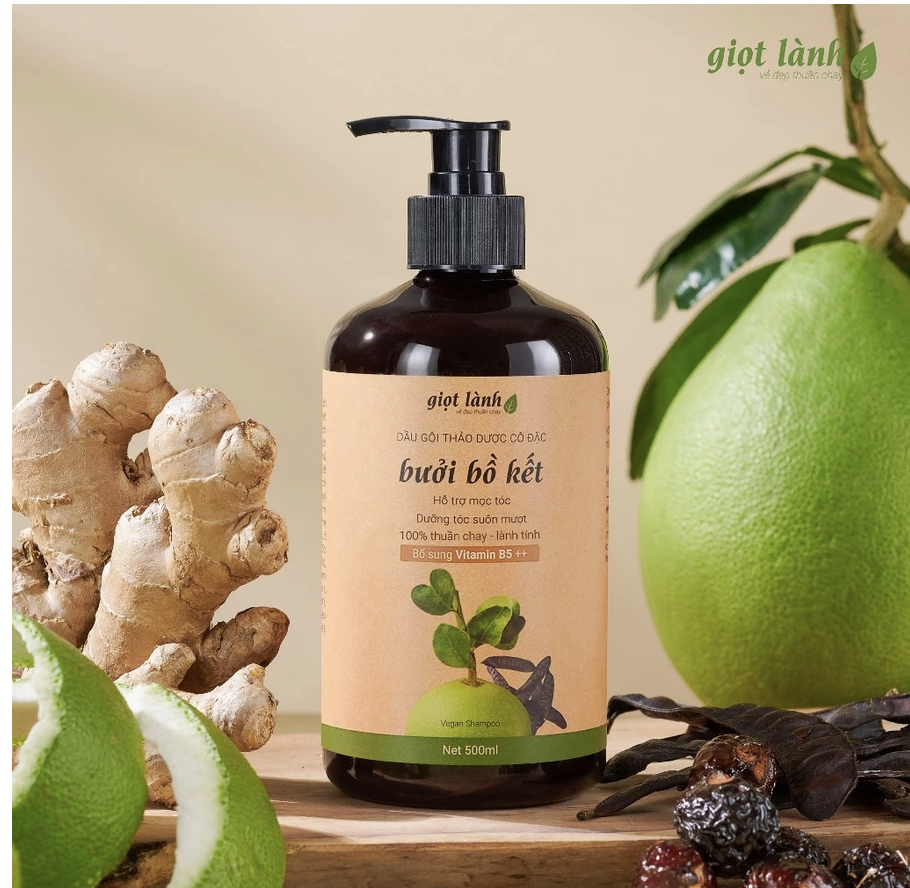 giọt lành
vẻ đẹp thuần chay
giọt lành
vẻ đẹp thuần chay
DẦU GỘI THẢO DƯỢC CÔ ĐẶC
bưởi bồ kết
Hỗ trợ mọc tóc
Dưỡng tóc suôn mượt
100% thuần chay - lành tính
Bổ sung Vitamin B5 ++
Vegan Shampoo
Net 500ml